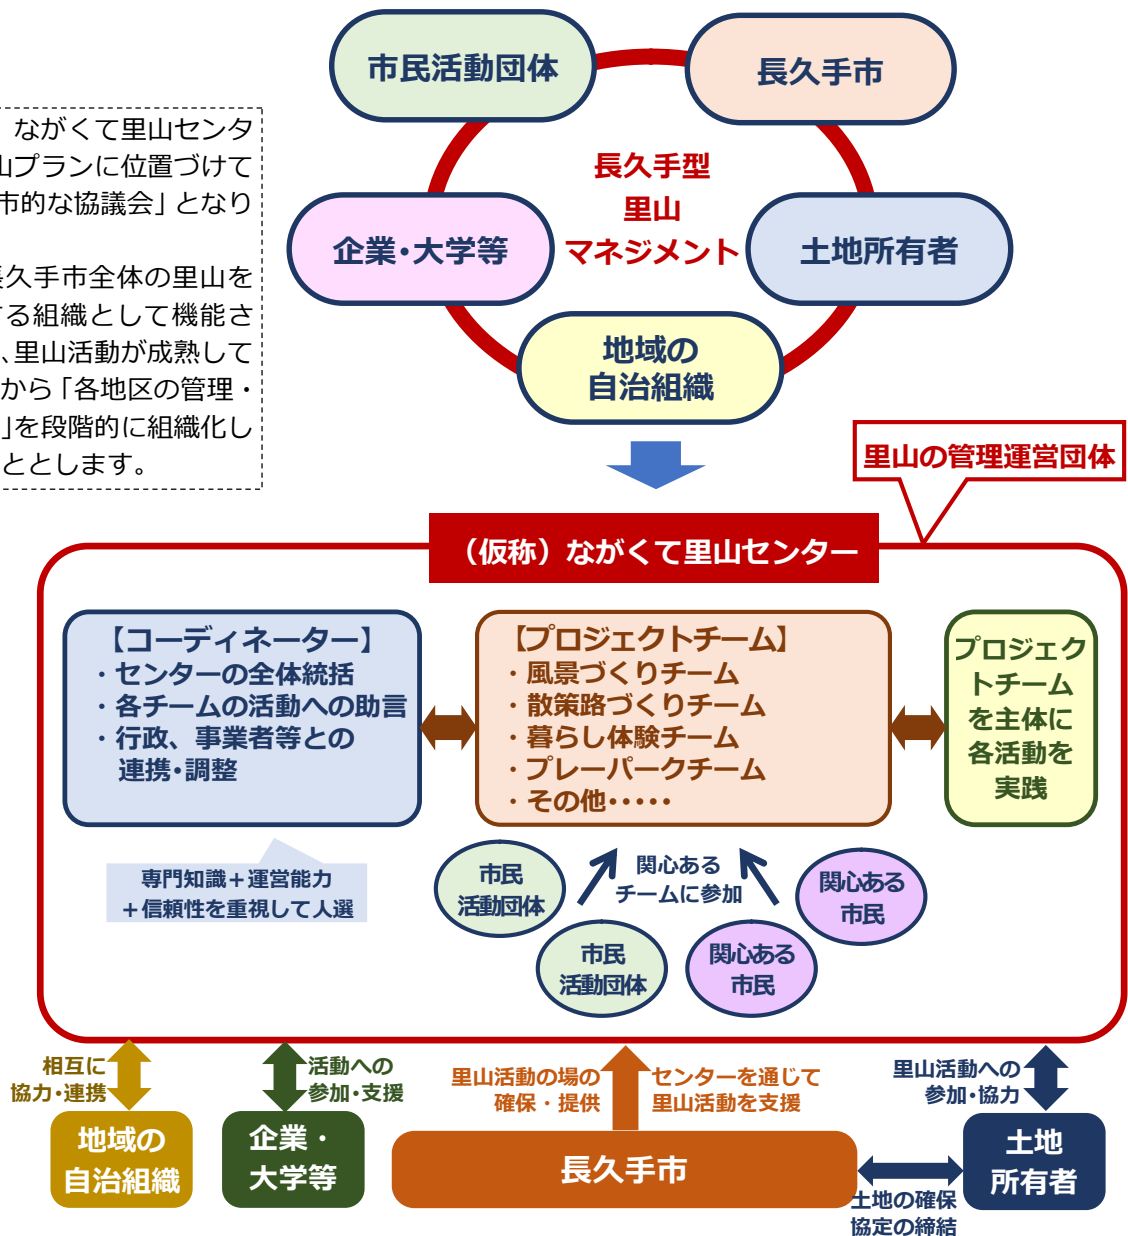 市民活動団体
長久手市
ながくて里山センタ
山プランに位置づけて
市的な協議会」となり
長久手市全体の里山を
する組織として機能さ
、里山活動が成熟して
から「各地区の管理・
」を段階的に組織化し
ととします。
長久手型
里山
マネジメント
企業・大学等
土地所有者
地域の
自治組織
里山の管理運営団体
（仮称）ながくて里山センター
【コーディネーター】
・センターの全体統括
・各チームの活動への助言
・行政、事業者等との
連携・調整
【プロジェクトチーム】
・風景づくりチーム
・散策路づくりチーム
・暮らし体験チーム
・プレーパークチーム
・その他・・・・・
プロジェク
トチーム
を主体に
各活動を
実践
専門知識＋運営能力
＋信頼性を重視して人選
市民
活動団体
関心ある
チームに参加
関心ある
市民
市民
活動団体
関心ある
市民
相互に
協力・連携
活動への
参加・支援
里山活動の場の
確保・提供
センターを通じて
里山活動を支援
里山活動への
参加・協力
地域の
自治組織
企業・
大学等
長久手市
土地
所有者
土地の確保
協定の締結